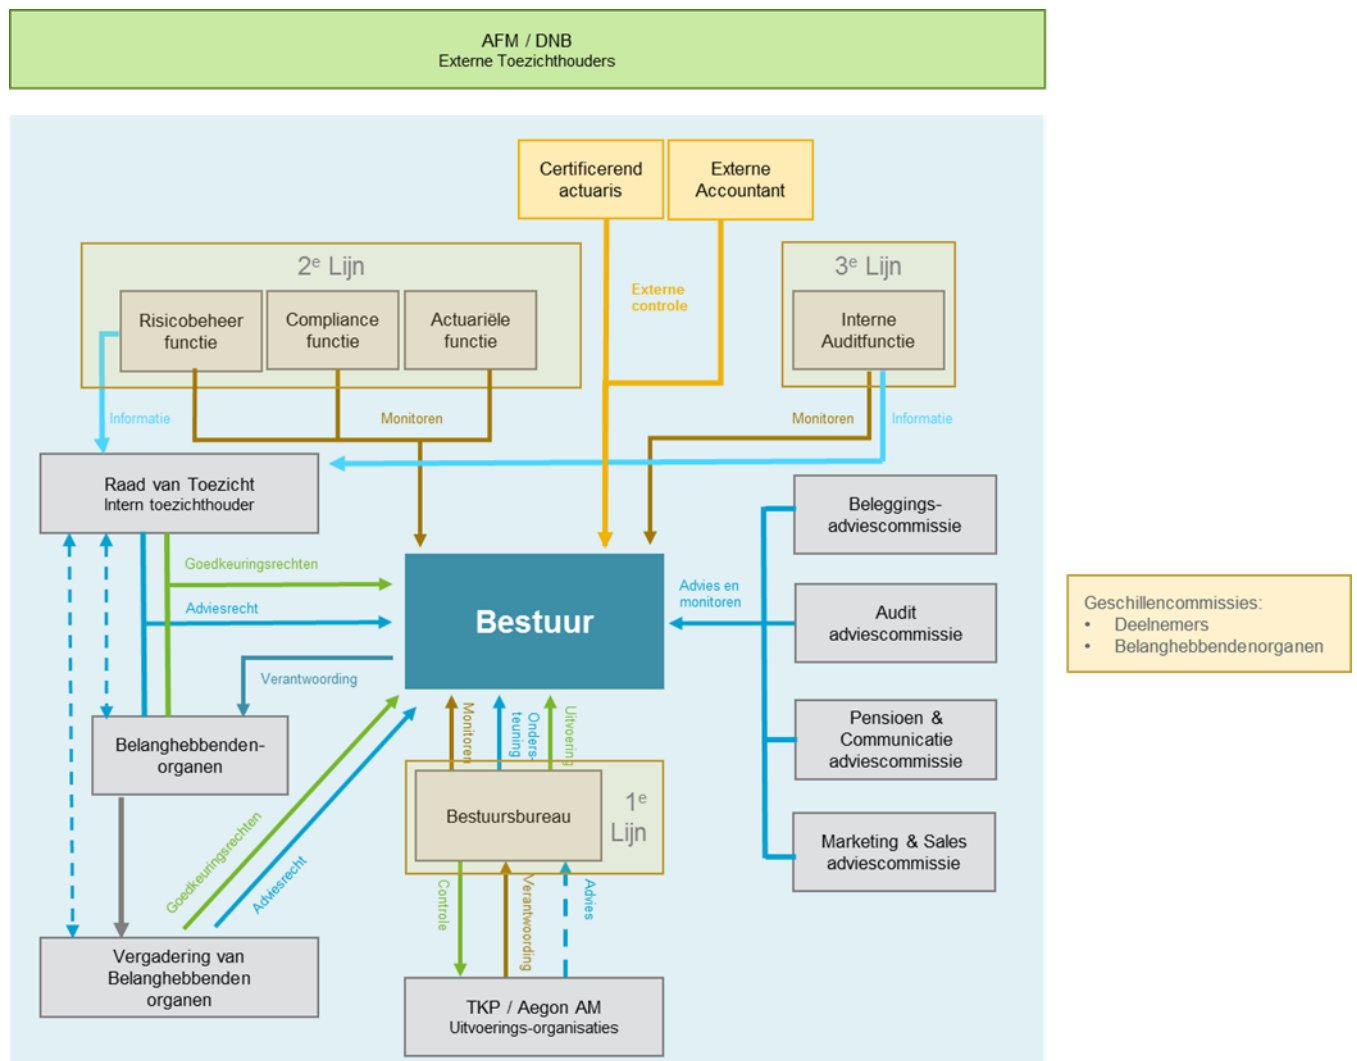 AFM / DNB
Externe Toezichthouders
Certificerend
actuaris
Externe
Accountant
2e Lijn
3e Lijn
Risicobeheer
functie
Compliance
functie
Actuariële
functie
Externe
controle
Interne
Auditfunctie
Informatie
Monitoren
Monitoren
Informatie
Raad van Toezicht
Intern toezichthouder
Beleggings-
adviescommissie
Goedkeuringsrechten
Adviesrecht
Bestuur
Advies en
monitoren
Audit
adviescommissie
Geschillencommissies:
• Deelnemers
• Belanghebbendenorganen
Verantwoording
Monitoren
Onders-
teuning
Uitvoering
Belanghebbenden-
organen
Pensioen &
Communicatie
adviescommissie
Bestuursbureau
1e
Lijn
Marketing & Sales
adviescommissie
Goedkeuringsrechten
Adviesrecht
Controle
Verantwoording
Advies
Vergadering van
Belanghebbenden
organen
TKP / Aegon AM
Uitvoerings-organisaties